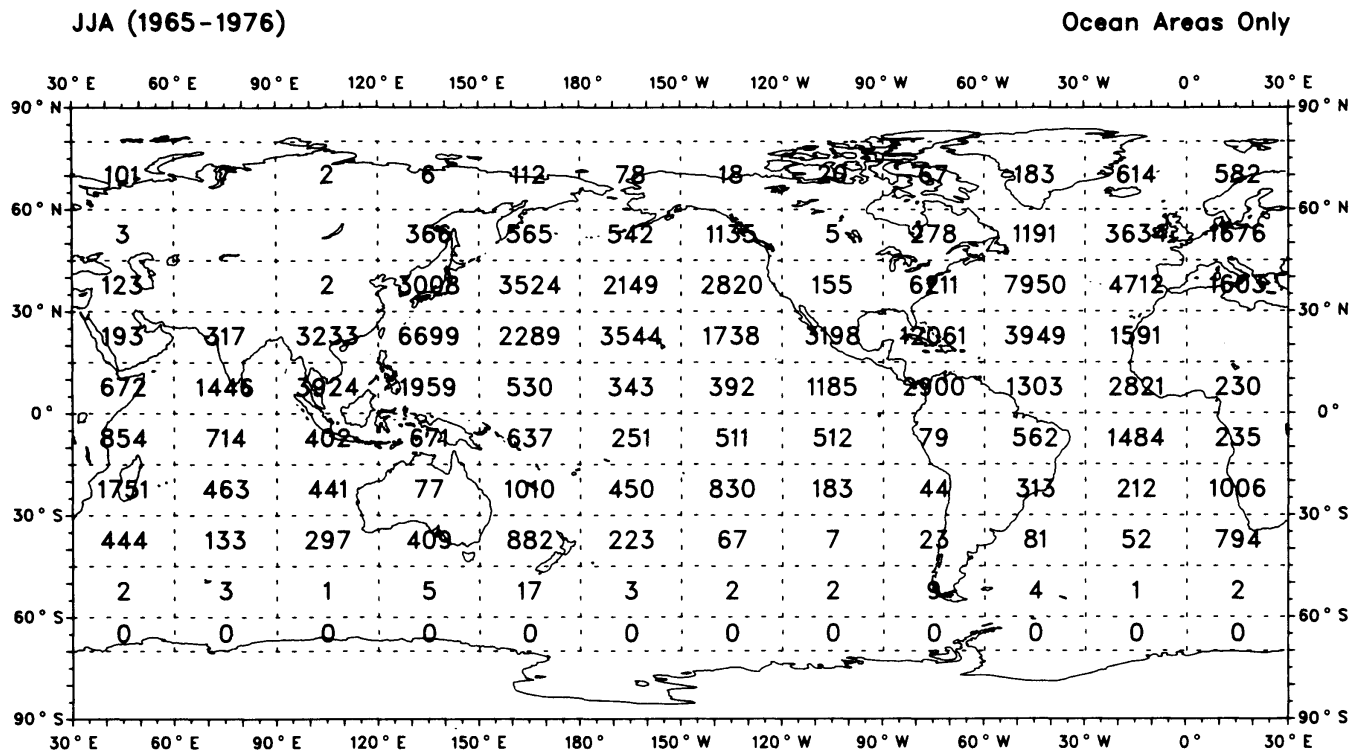 JJA (1965-1976) Ocean Areas Only
30° E 60° E 90° E 120° E 150° E 180° 150° W 120° W 90° W 60° W 30° W 0° 30° E
90° N 90° N
101 2 6 112 78 18 20 67 183 614 582
60° N 60° N
3 366 565 542 1135 5 278 1191 3634 1676
123 2 3008 3524 2149 2820 155 6211 7950 4712 1603
30° N 30° N
193 317 3233 6699 2289 3544 1738 3198 12061 3949 1591
672 1446 3924 1959 530 343 392 1185 2900 1303 2821 230
0° 0°
854 714 402 671 637 251 511 512 79 562 1484 235
1751 463 441 77 1010 450 830 183 44 313 212 1006
30° S 30° S
444 133 297 409 882 223 67 7 23 81 52 794
2 3 1 5 17 3 2 2 9 4 1 2
60° S 60° S
0 0 0 0 0 0 0 0 0 0 0 0
90° S 90° S
30° E 60° E 90° E 120° E 150° E 180° 150° W 120° W 90° W 60° W 30° W 0° 30° E